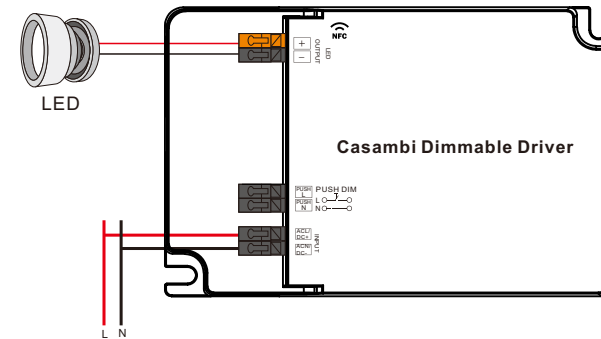 NFC
+
−
LED
OUTPUT
LED
Casambi Dimmable Driver
PUSH
L
PUSH DIM
L
PUSH
N
N
ACL/
DC+
ACN/
DC-
INPUT
L N